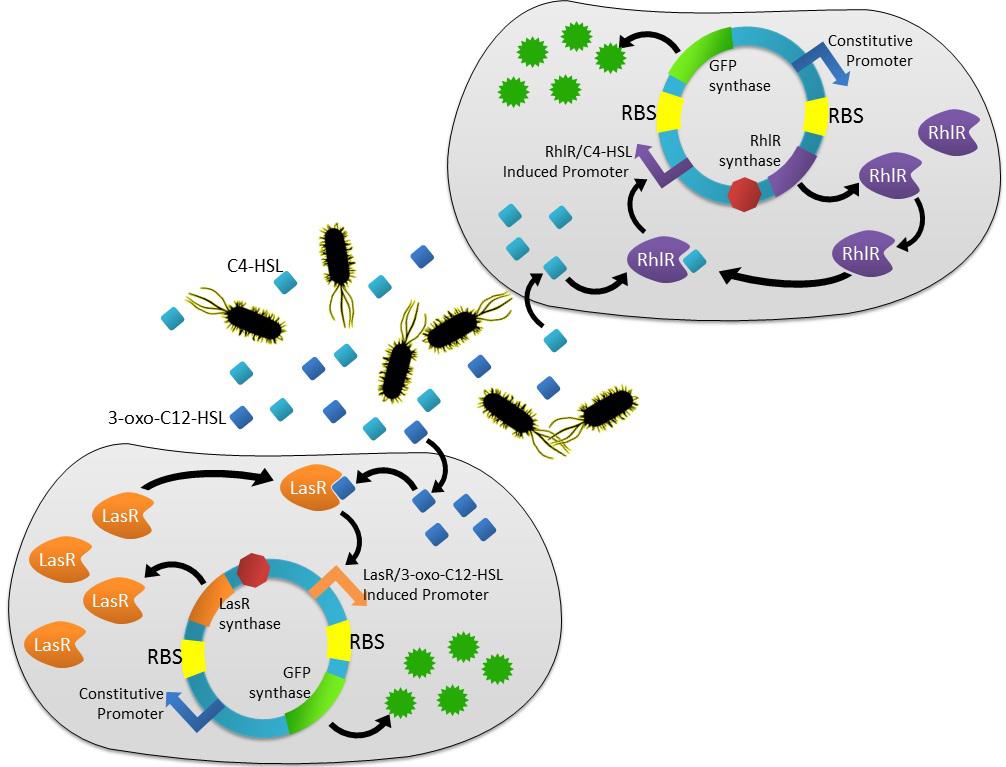 Constitutive
Promoter
GFP
synthase
RBS
RBS
RhlR
RhlR
synthase
RhlR/C4-HSL
Induced Promoter
RhlR
RhlR
RhlR
C4-HSL
3-oxo-C12-HSL
LasR
LasR
LasR
LasR
LasR
LasR/3-oxo-C12-HSL
Induced Promoter
LasR
synthase
RBS
RBS
GFP
synthase
Constitutive
Promoter